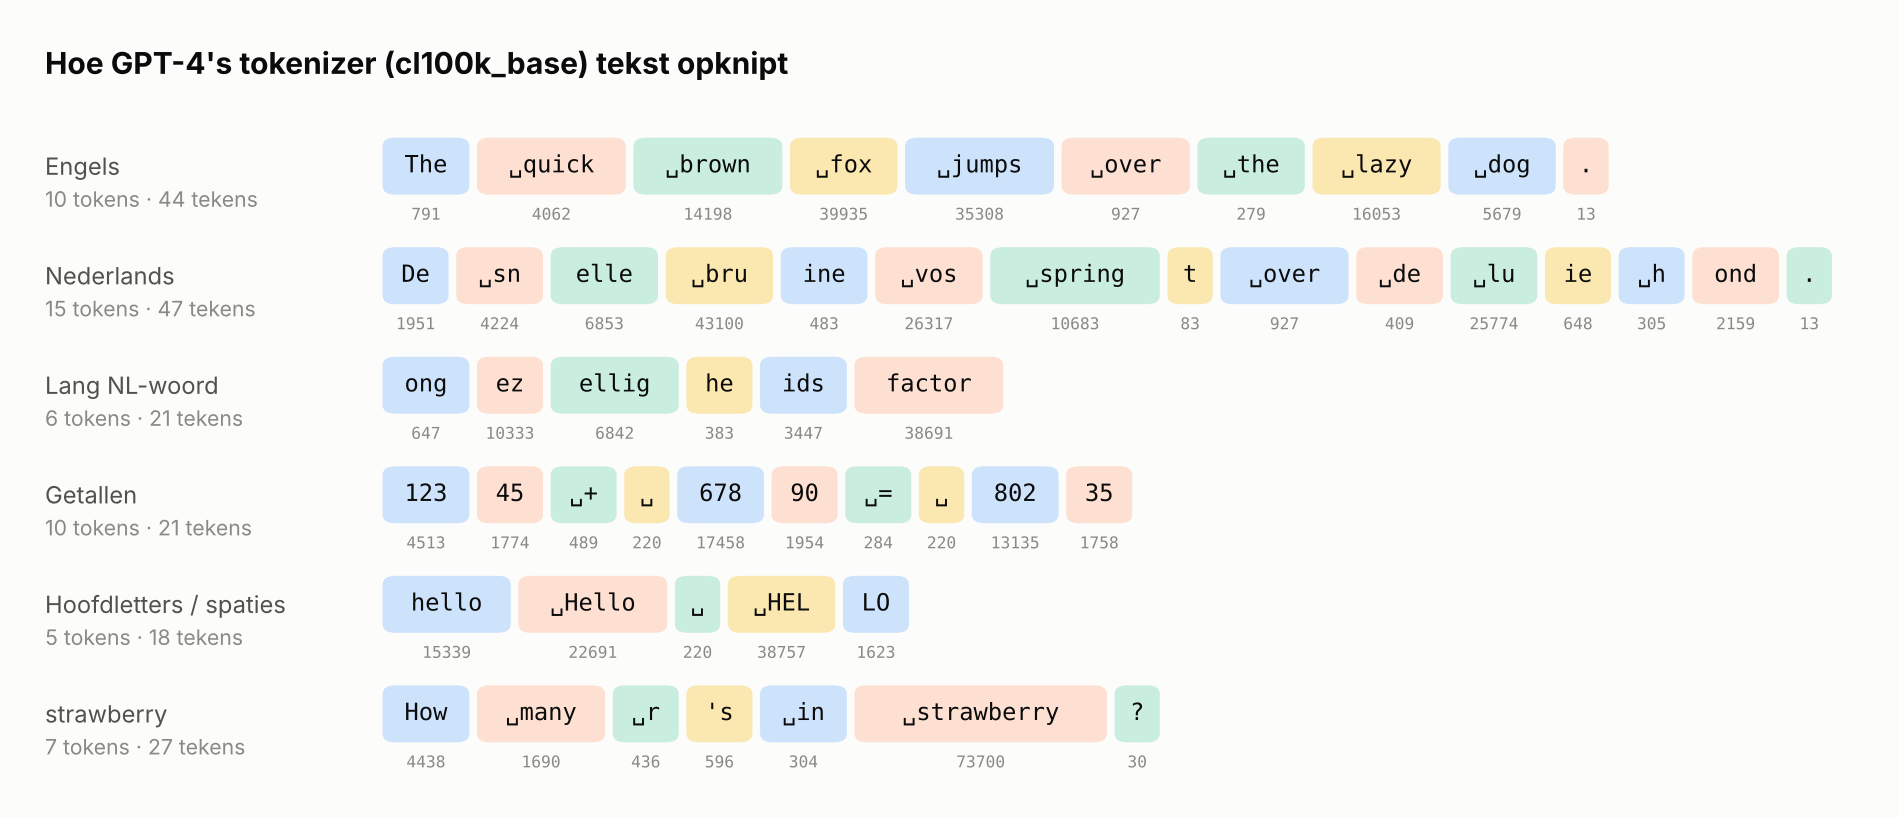 Hoe GPT-4's tokenizer (cl100k_base) tekst opknipt
Engels
10 tokens · 44 tekens
The ␣quick ␣brown ␣fox ␣jumps ␣over ␣the ␣lazy ␣dog .
791 4062 14198 39935 35308 927 279 16053 5679 13
Nederlands
15 tokens · 47 tekens
De ␣sn elle ␣bru ine ␣vos ␣spring t ␣over ␣de ␣lu ie ␣h ond .
1951 4224 6853 43100 483 26317 10683 83 927 409 25774 648 305 2159 13
Lang NL-woord
6 tokens · 21 tekens
ong ez ellig he ids factor
647 10333 6842 383 3447 38691
Getallen
10 tokens · 21 tekens
123 45 ␣+ ␣ 678 90 ␣= ␣ 802 35
4513 1774 489 220 17458 1954 284 220 13135 1758
Hoofdletters / spaties
5 tokens · 18 tekens
hello ␣Hello ␣ ␣HEL LO
15339 22691 220 38757 1623
strawberry
7 tokens · 27 tekens
How ␣many ␣r 's ␣in ␣strawberry ?
4438 1690 436 596 304 73700 30